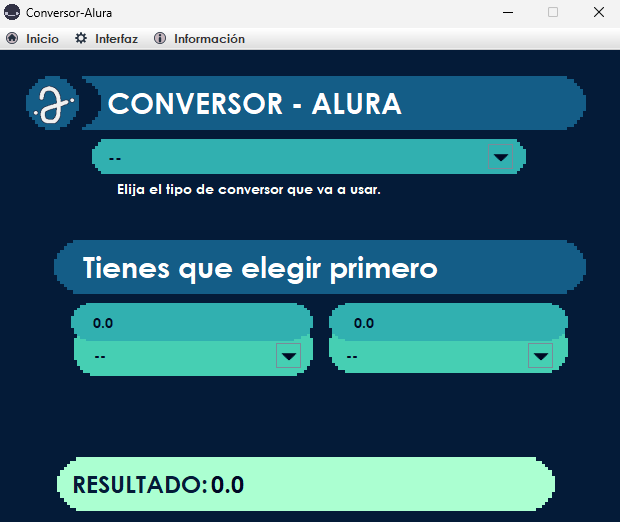 Conversor-Alura
Inicio Interfaz Información
a CONVERSOR - ALURA
--
Elija el tipo de conversor que va a usar.
Tienes que elegir primero
0.0 0.0
-- --
RESULTADO: 0.0